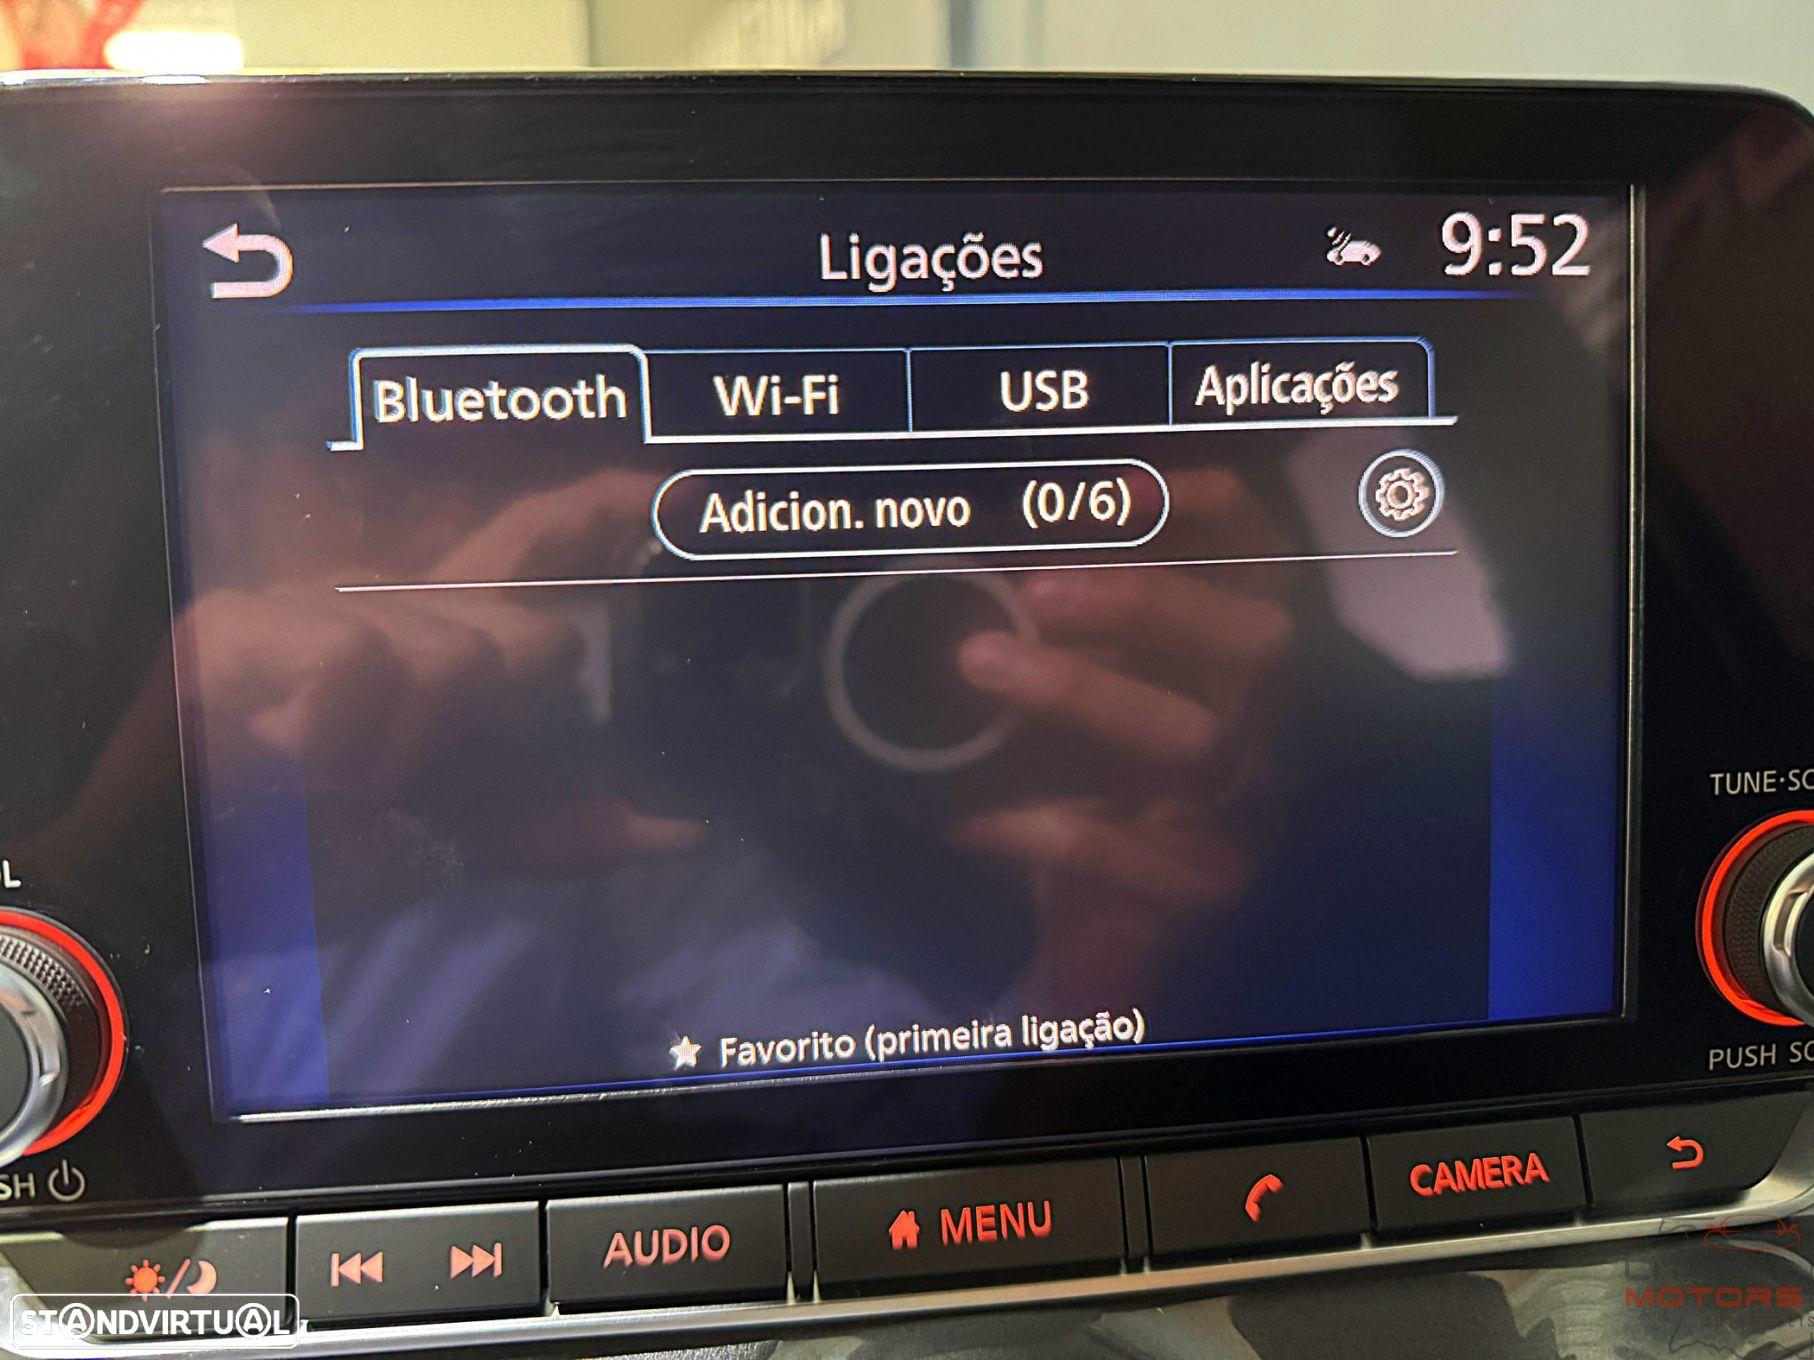 Ligações
9:52
Bluetooth
Wi-Fi
USB
Aplicações
Adicion. novo (0/6)
★ Favorito (primeira ligação)
TUNE·SC
PUSH SC
AUDIO
MENU
CAMERA
STANDVIRTUAL
MOTORS